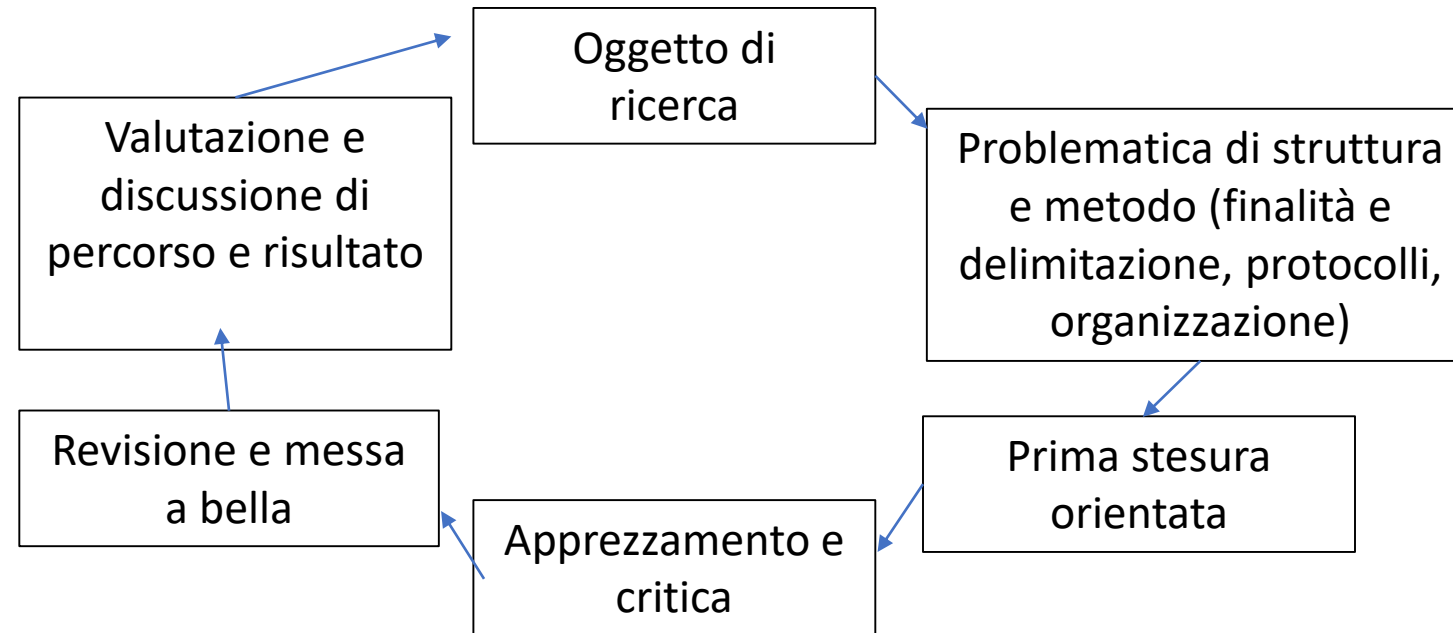 Oggetto di
ricerca
Problematica di struttura
e metodo (finalità e
delimitazione, protocolli,
organizzazione)
Prima stesura
orientata
Apprezzamento e
critica
Revisione e messa
a bella
Valutazione e
discussione di
percorso e risultato